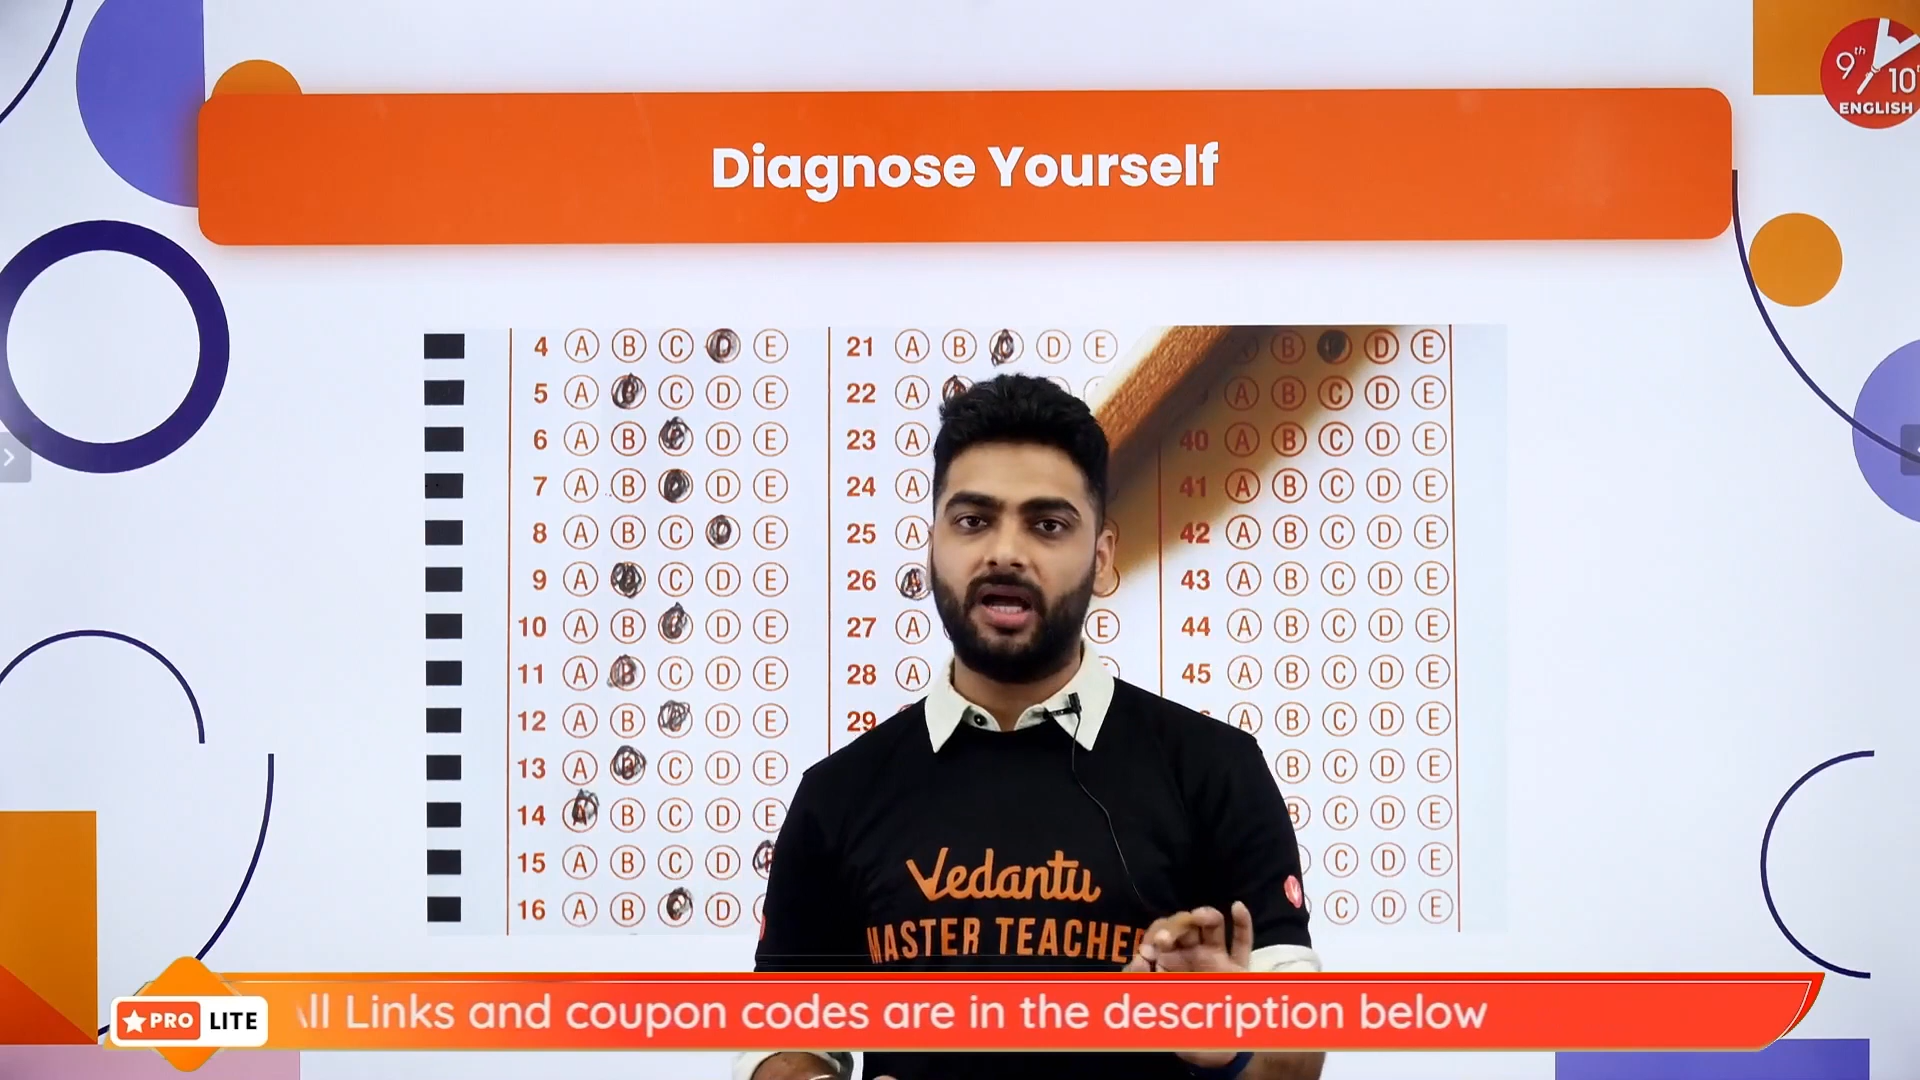 9th 10th
ENGLISH
Diagnose Yourself
4 A B C D E 21 A B C D E B D E
5 A B C D E 22 A A B C D E
6 A B C D E 23 A 40 A B C D E
7 A B C D E 24 A 41 A B C D E
8 A B C D E 25 A 42 A B C D E
9 A B C D E 26 A 43 A B C D E
10 A B C D E 27 A E 44 A B C D E
11 A B C D E 28 A 45 A B C D E
12 A B C D E 29 A B C D E
13 A B C D E B C D E
14 A B C D E B C D E
15 A B C D C D E
16 A B C D C D E
Vedantu
MASTER TEACHER
PRO LITE
All Links and coupon codes are in the description below